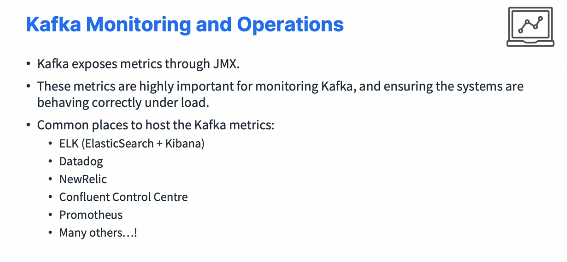 Kafka Monitoring and Operations
• Kafka exposes metrics through JMX.
• These metrics are highly important for monitoring Kafka, and ensuring the systems are
behaving correctly under load.
• Common places to host the Kafka metrics:
• ELK (ElasticSearch + Kibana)
• Datadog
• NewRelic
• Confluent Control Centre
• Promotheus
• Many others...!